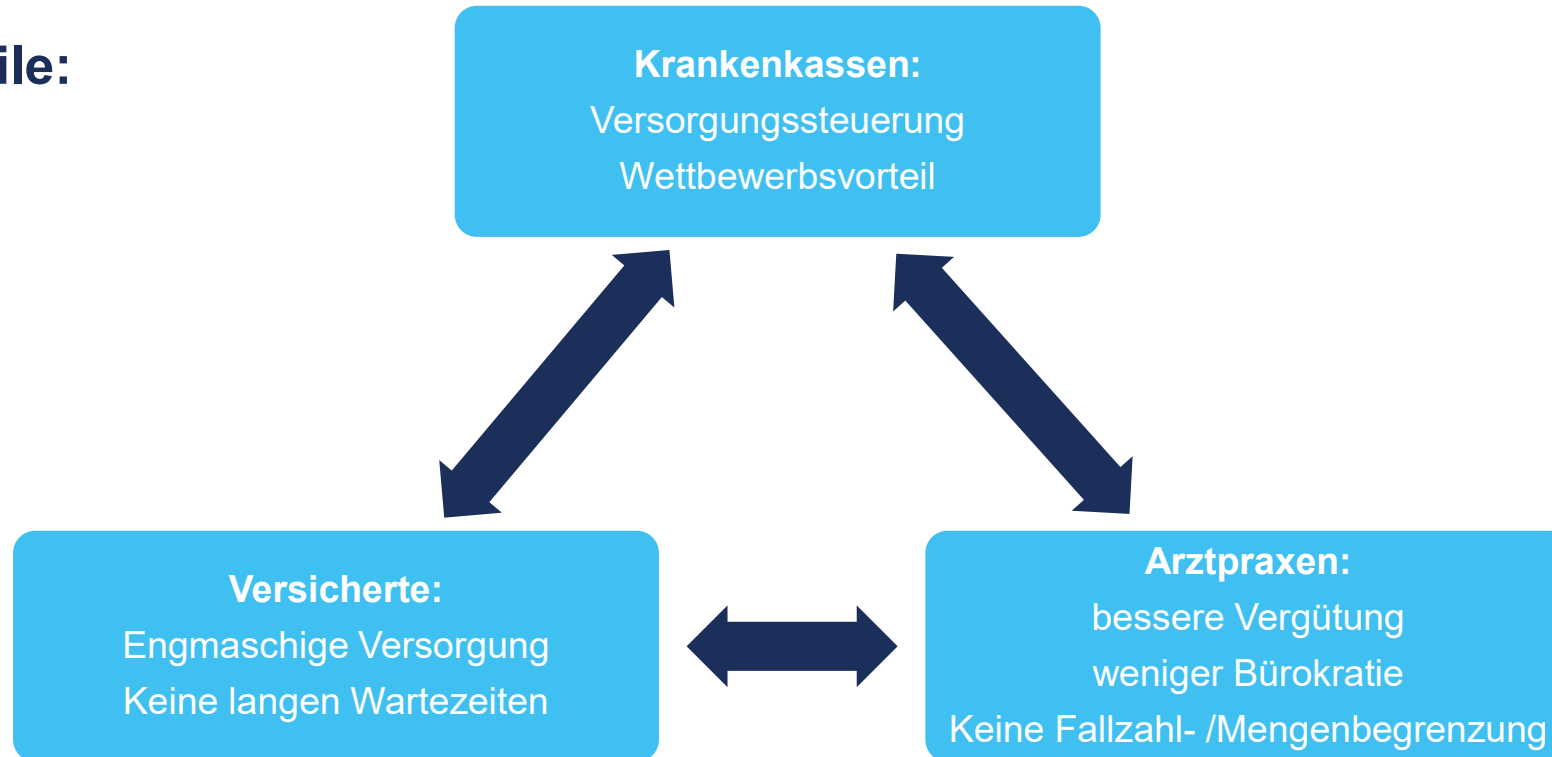 ile:
Krankenkassen:
Versorgungssteuerung
Wettbewerbsvorteil
Versicherte:
Engmaschige Versorgung
Keine langen Wartezeiten
Arztpraxen:
bessere Vergütung
weniger Bürokratie
Keine Fallzahl- /Mengenbegrenzung